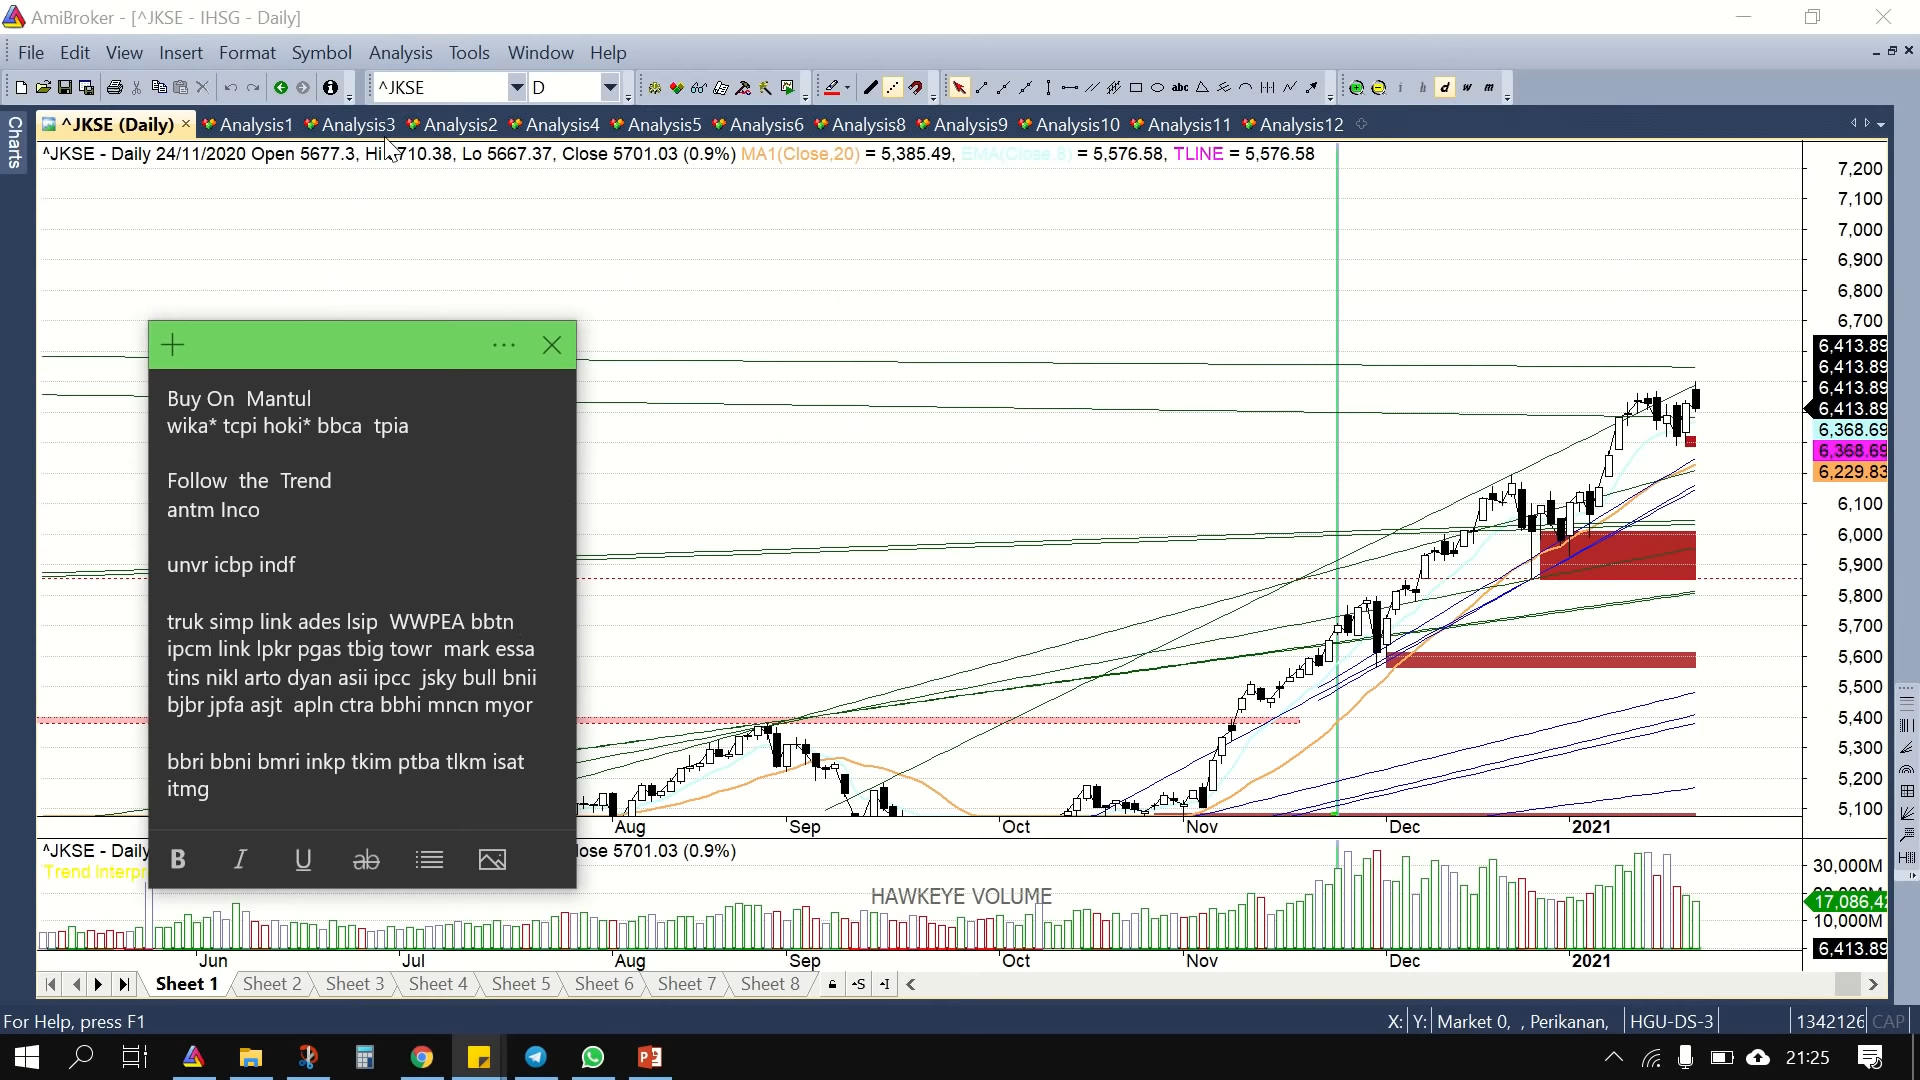 AmiBroker - [^JKSE - IHSG - Daily]
File Edit View Insert Format Symbol Analysis Tools Window Help
^JKSE D
abc d w m
Charts
^JKSE (Daily) Analysis1 Analysis3 Analysis2 Analysis4 Analysis5 Analysis6 Analysis8 Analysis9 Analysis10 Analysis11 Analysis12
^JKSE - Daily 24/11/2020 Open 5677.3, Hi 710.38, Lo 5667.37, Close 5701.03 (0.9%) MA1(Close,20) = 5,385.49, EMA(Close,8) = 5,576.58, TLINE = 5,576.58
7,200
7,100
7,000
6,900
6,800
6,700
6,413.89
6,413.89
6,413.89
6,413.89
6,368.69
6,368.69
6,229.83
6,100
6,000
5,900
5,800
5,700
5,600
5,500
5,400
5,300
5,200
5,100
Buy On Mantul
wika* tcpi hoki* bbca tpia
Follow the Trend
antm Inco
unvr icbp indf
truk simp link ades lsip WWPEA bbtn
ipcm link lpkr pgas tbig towr mark essa
tins nikl arto dyan asii ipcc jsky bull bnii
bjbr jpfa asjt apln ctra bbhi mncn myor
bbri bbni bmri inkp tkim ptba tlkm isat
itmg
B I U ab
Aug Sep Oct Nov Dec 2021
^JKSE - Daily lose 5701.03 (0.9%)
Trend Interpr
HAWKEYE VOLUME
30,000M
17,086,42
10,000M
6,413.89
Jun Jul Aug Sep Oct Nov Dec 2021
Sheet 1 Sheet 2 Sheet 3 Sheet 4 Sheet 5 Sheet 6 Sheet 7 Sheet 8
For Help, press F1
X: Y: Market 0, , Perikanan, HGU-DS-3 1342126 CAP
21:25